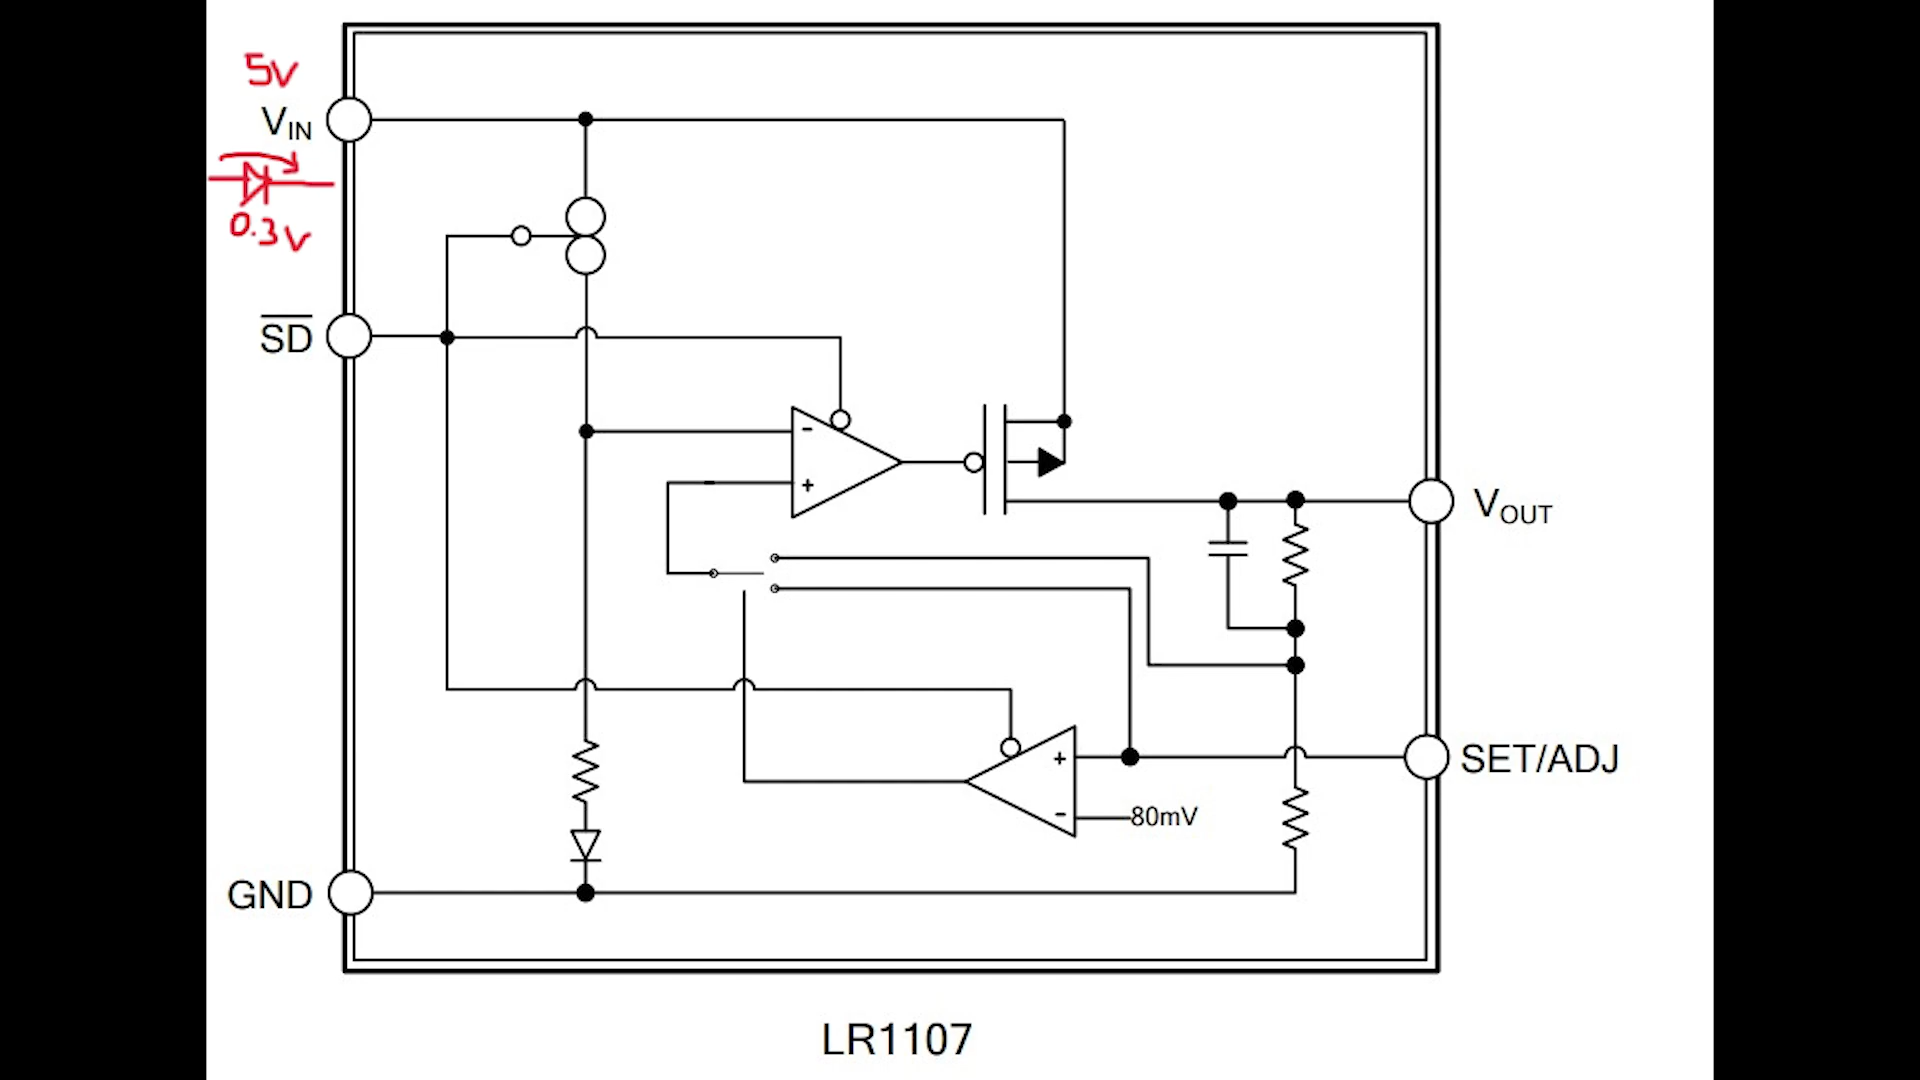 5V
VIN
0.3V
SD
-
+
VOUT
+
SET/ADJ
-
80mV
GND
LR1107